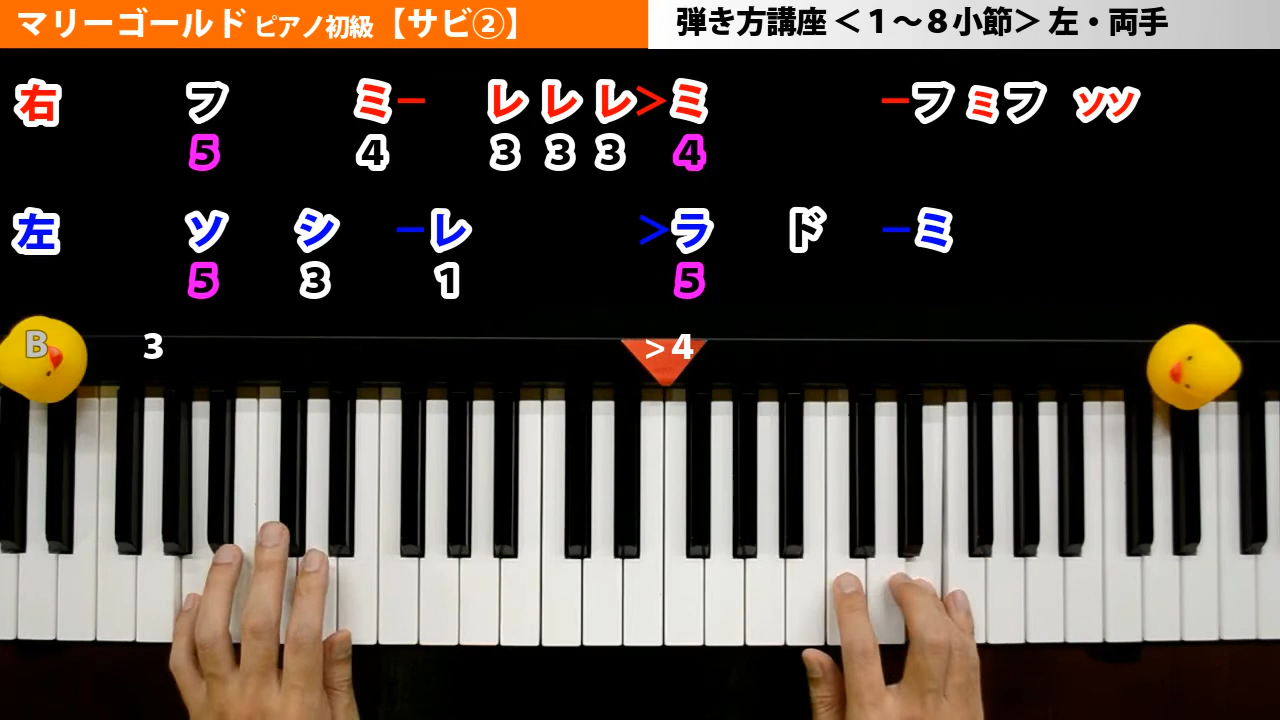 マリーゴールド ピアノ初級【サビ②】
弾き方講座 ＜１～８小節＞ 左・両手
右 フ ミー レ レ レ＞ミ ーフ ミフ ソソ
5 4 3 3 3 4
左 ソ シ ーレ ＞ラ ド ーミ
5 3 1 5
B 3 ＞4